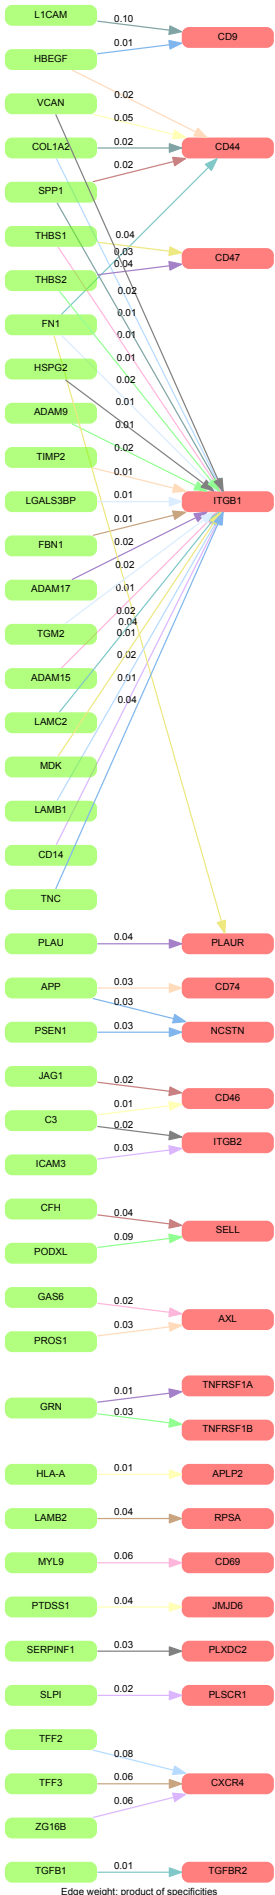 L1CAM
0.10
CD9
HBEGF
0.01
VCAN
0.02
0.05
COL1A2
0.02
CD44
SPP1
0.02
THBS1
0.04
0.03
CD47
0.04
THBS2
0.02
FN1
0.01
0.01
HSPG2
0.01
0.02
ADAM9
0.01
0.01
TIMP2
0.02
0.01
LGALS3BP
0.01
ITGB1
FBN1
0.01
0.02
ADAM17
0.02
0.01
TGM2
0.02
0.04
0.01
ADAM15
0.02
0.01
LAMC2
0.04
MDK
LAMB1
CD14
TNC
PLAU
0.04
PLAUR
APP
0.03
CD74
0.03
PSEN1
0.03
NCSTN
JAG1
0.02
CD46
0.01
C3
0.02
ITGB2
ICAM3
0.03
CFH
0.04
SELL
PODXL
0.09
GAS6
0.02
AXL
PROS1
0.03
TNFRSF1A
GRN
0.01
0.03
TNFRSF1B
HLA-A
0.01
APLP2
LAMB2
0.04
RPSA
MYL9
0.06
CD69
PTDSS1
0.04
JMJD6
SERPINF1
0.03
PLXDC2
SLPI
0.02
PLSCR1
TFF2
0.08
TFF3
0.06
CXCR4
0.06
ZG16B
TGFB1
0.01
TGFBR2
Edge weight: product of specificities